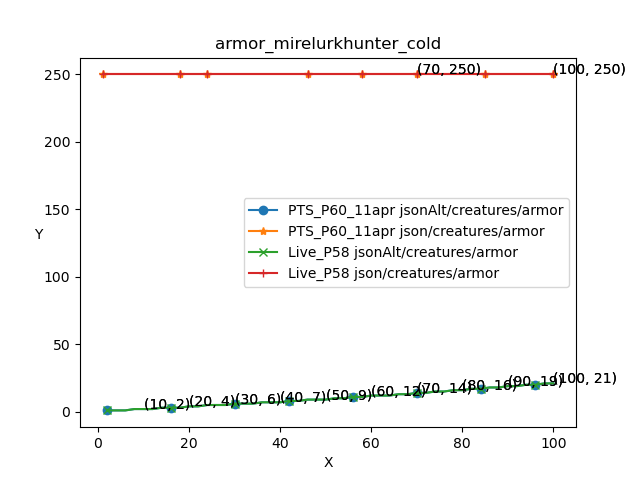 armor_mirelurkhunter_cold
250
(70, 250)
(100, 250)
200
150
Y
100
50
0
PTS_P60_11apr jsonAlt/creatures/armor
PTS_P60_11apr json/creatures/armor
Live_P58 jsonAlt/creatures/armor
Live_P58 json/creatures/armor
(10, 2)
(20, 4)
(30, 6)
(40, 7)
(50, 9)
(60, 12)
(70, 14)
(80, 16)
(90, 19)
(100, 21)
0 20 40 60 80 100
X